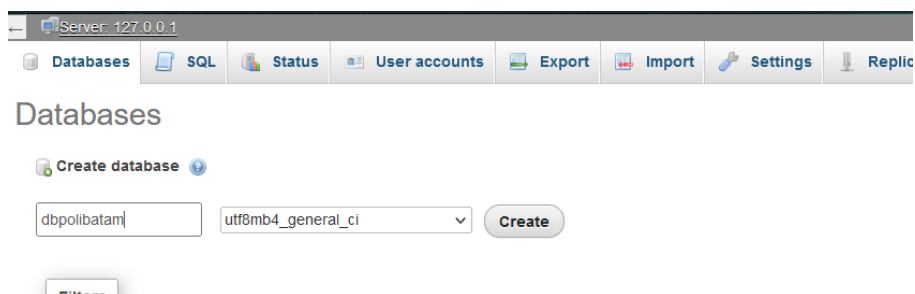 Server: 127.0.0.1
Databases SQL Status User accounts Export Import Settings
Databases
Create database
dbpolibatam utf8mb4_general_ci Create